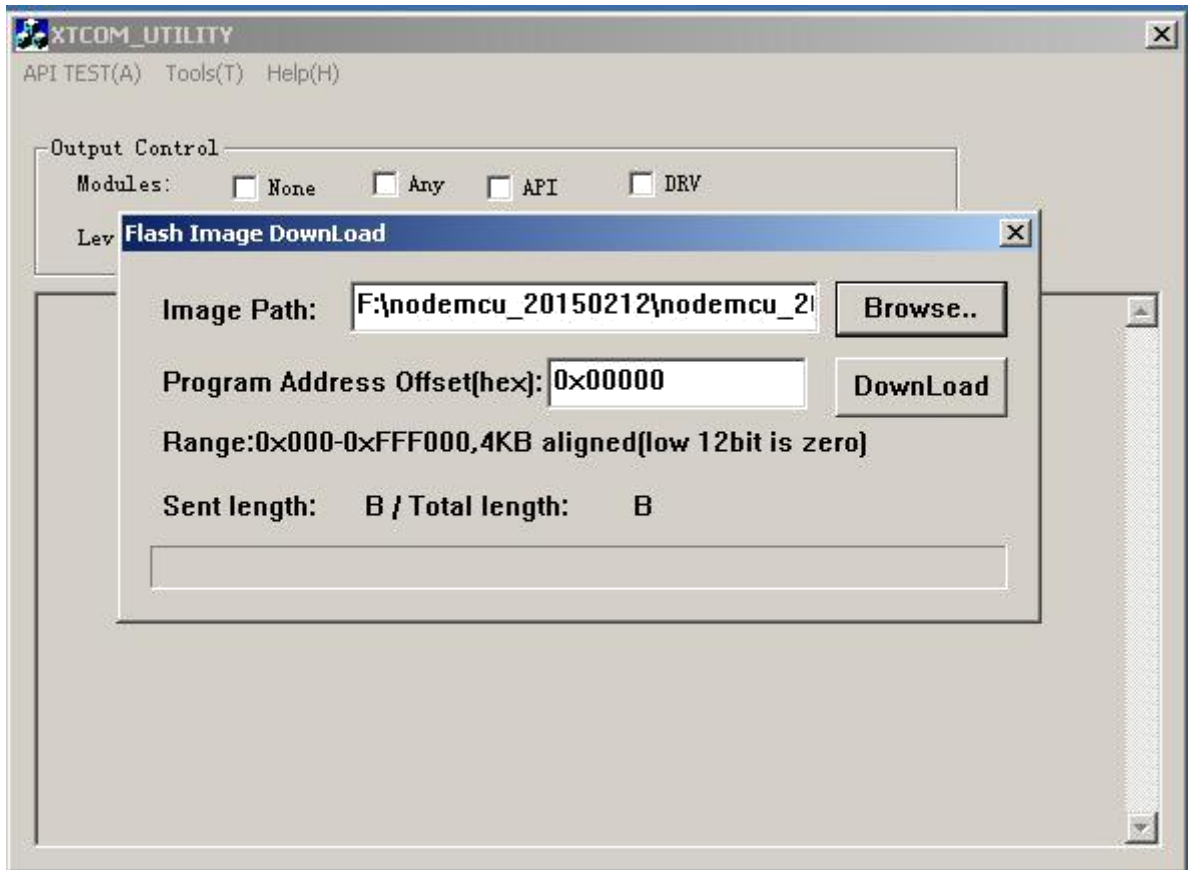 XTCOM_UTILITY
API TEST(A) Tools(T) Help(H)
Output Control
Modules: None Any API DRV
Lev
Flash Image DownLoad
Image Path: F:\nodemcu_20150212\nodemcu_2 Browse..
Program Address Offset(hex): 0x00000 DownLoad
Range:0x000-0xFFF000,4KB aligned(low 12bit is zero)
Sent length: B / Total length: B